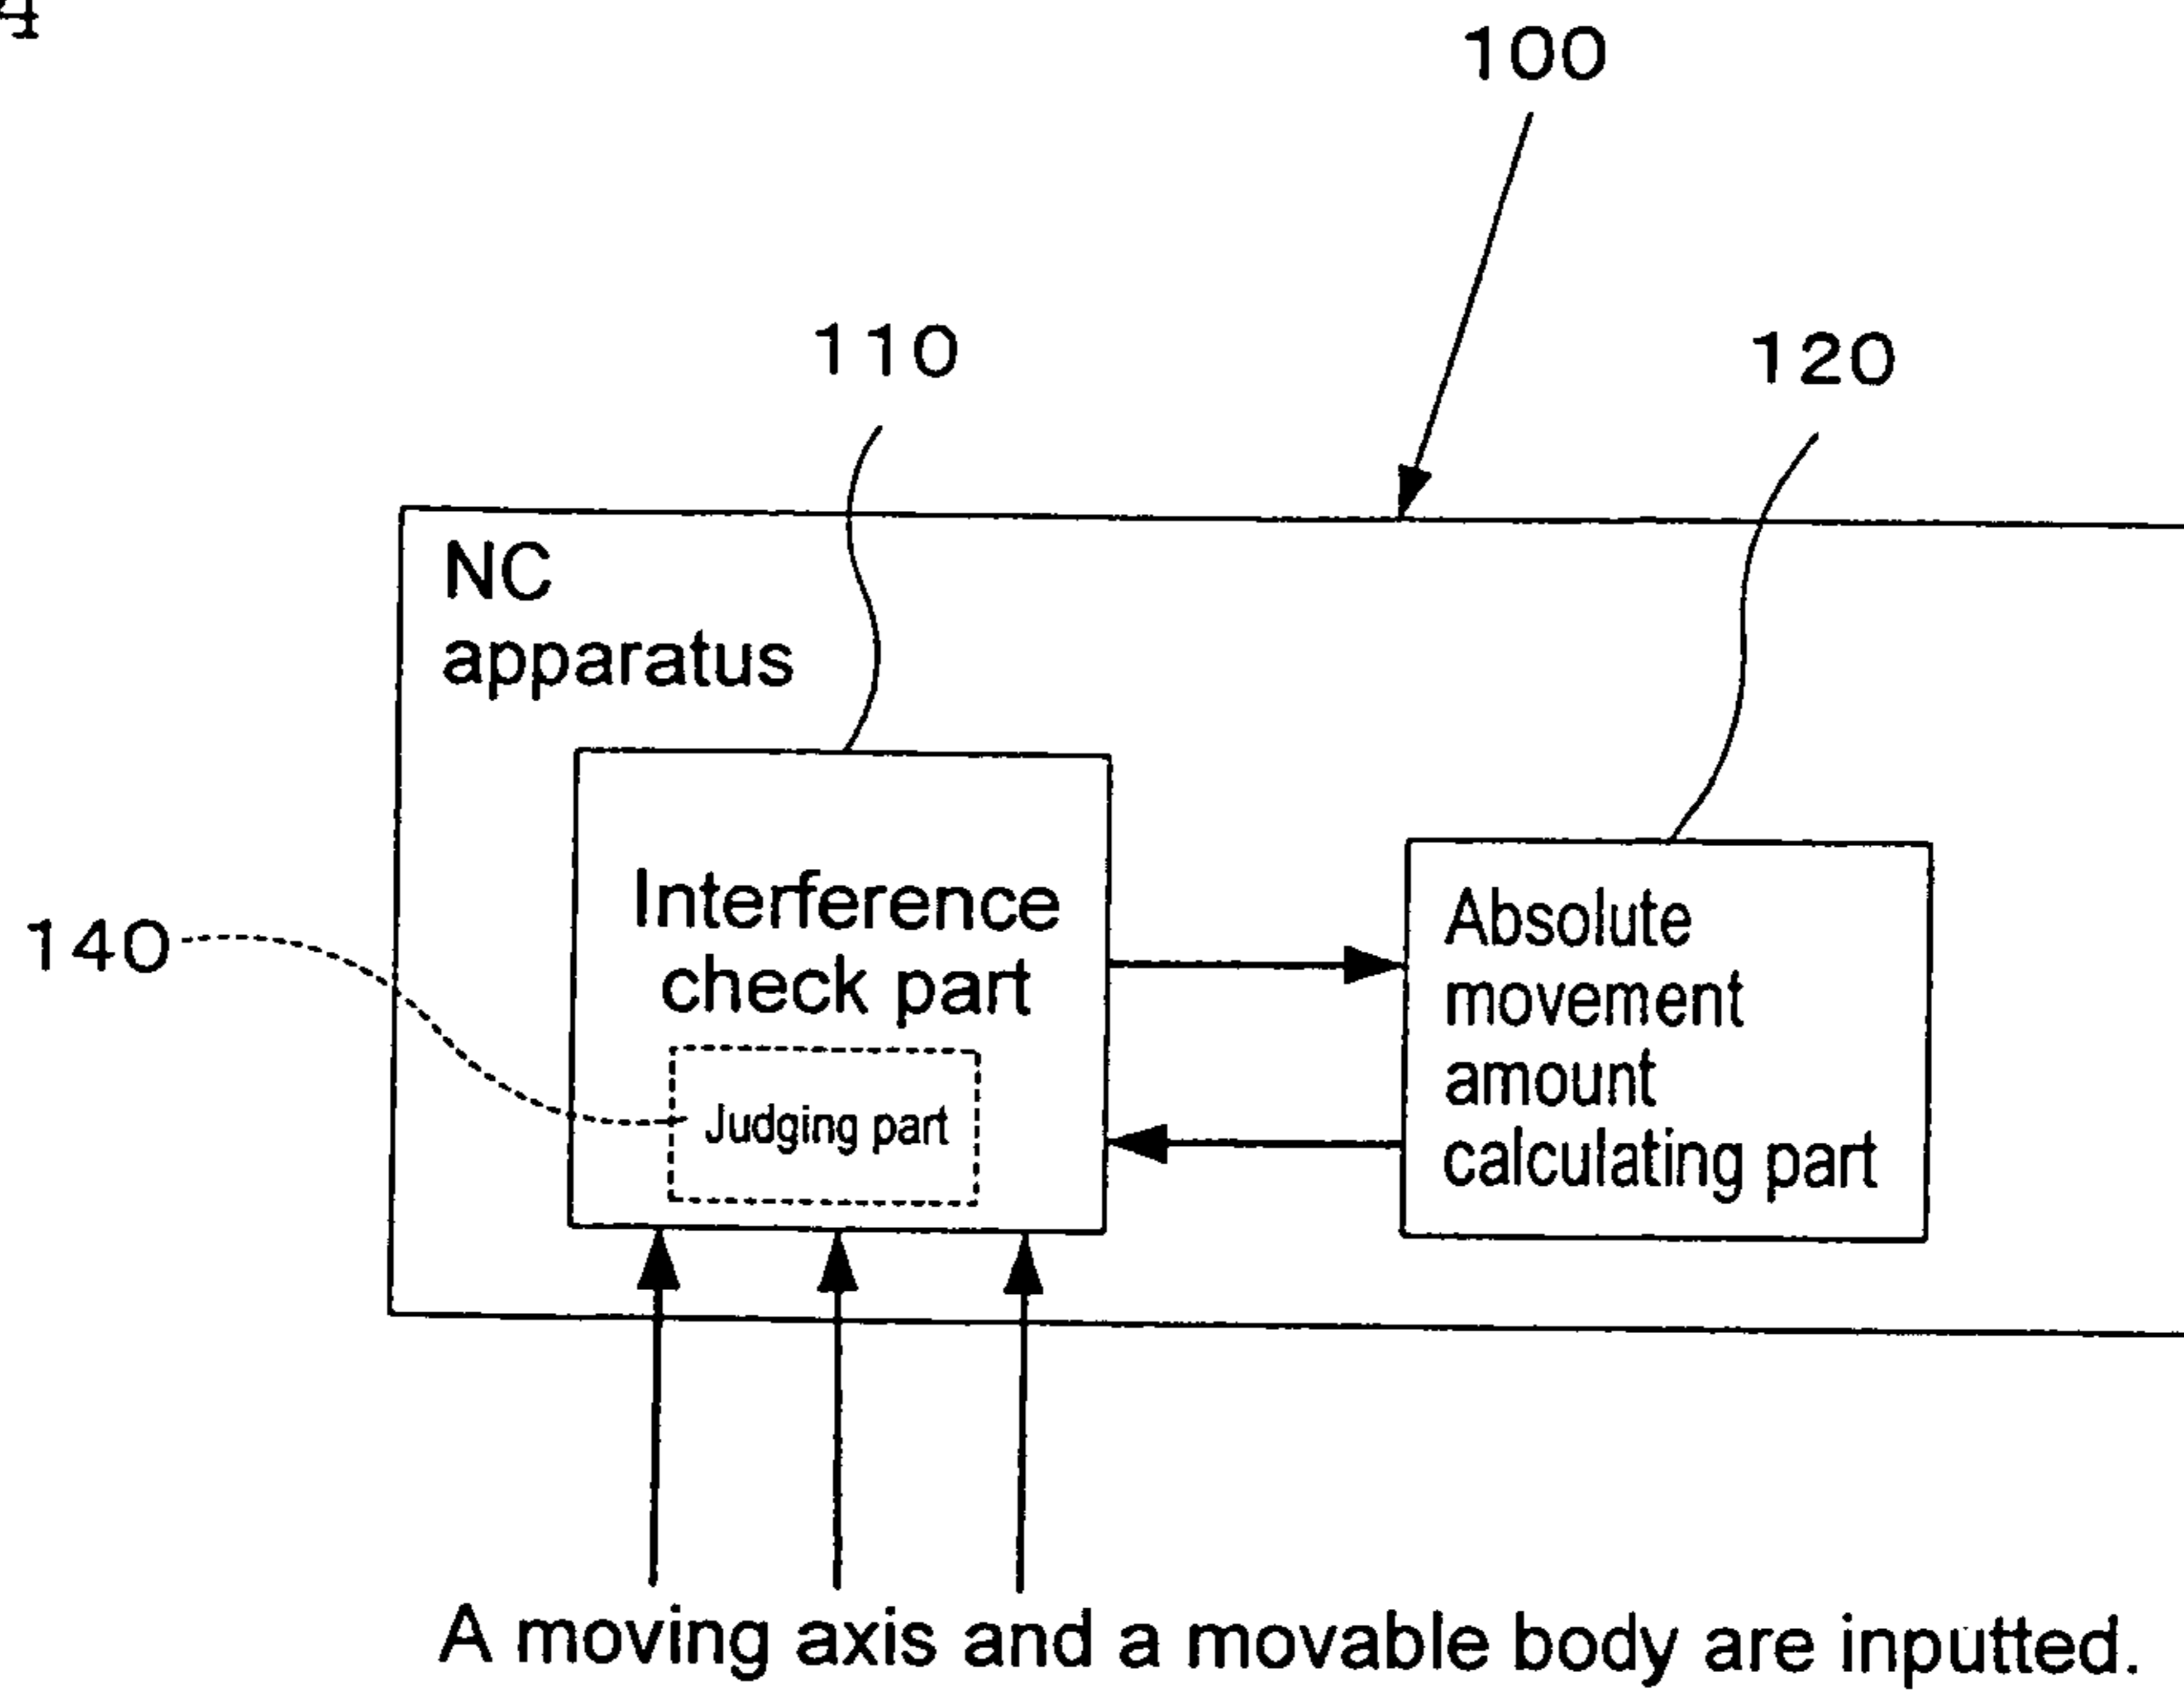 100
110
120
NC
apparatus
Interference
check part
140
Judging part
Absolute
movement
amount
calculating part
A moving axis and a movable body are inputted.